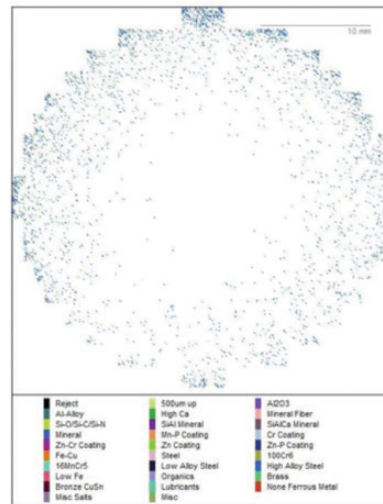 10 mm
Reject 500um up Al2O3
Al-Alloy High Ca Mineral Fiber
Si-O/Si-C/Si-N SiAl Mineral SiAlCa Mineral
Mineral Mn-P Coating Cr Coating
Zn-Cr Coating Zn Coating Zn-P Coating
Fe-Cu Steel 100Cr6
16MnCr5 Low Alloy Steel High Alloy Steel
Low Fe Organics Brass
Bronze CuSn Lubricants None Ferrous Metal
Misc Salts Misc